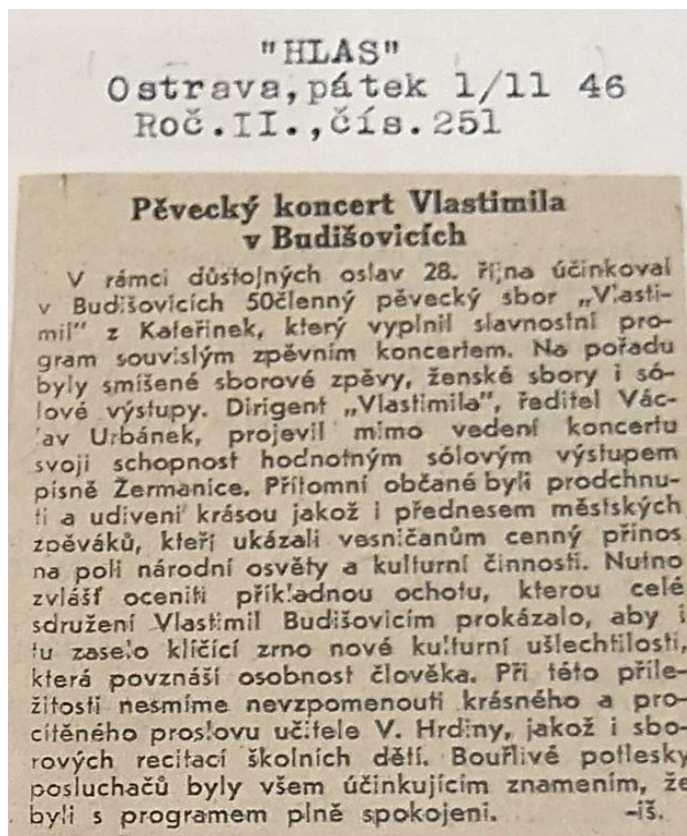 "HLAS"
Ostrava,pátek 1/11 46
Roč.II.,čís.251
Pěvecký koncert Vlastimila
v Budišovicích
V rámci důstojných oslav 28. října účinkoval
v Budišovicích 50členný pěvecký sbor „Vlasti-
mil" z Kateřinek, který vyplnil slavnostní pro-
gram souvislým zpěvním koncertem. Na pořadu
byly smíšené sborové zpěvy, ženské sbory i só-
lové výstupy. Dirigent „Vlastimila", ředitel Vác-
lav Urbánek, projevil mimo vedení koncertu
svoji schopnost hodnotným sólovým výstupem
písně Žermanice. Přítomní občané byli prodchnu-
ti a udiveni krásou jakož i přednesem městských
zpěváků, kteří ukázali vesničanům cenný přínos
na poli národní osvěty a kulturní činnosti. Nutno
zvlášť oceniti příkladnou ochotu, kterou celé
sdružení Vlastimil Budišovicím prokázalo, aby i
tu zaselo klíčící zrno nové kulturní ušlechtilosti,
která povznáší osobnost člověka. Při této příle-
žitosti nesmíme nevzpomenouti krásného a pro-
cítěného proslovu učitele V. Hrdiny, jakož i sbo-
rových recitací školních dětí. Bouřlivé potlesky
posluchačů byly všem účinkujícím znamením, že
byli s programem plně spokojeni. -iš.